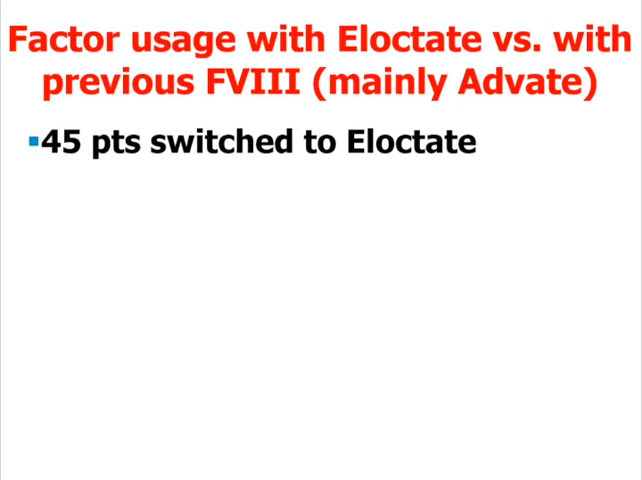 Factor usage with Eloctate vs. with
previous FVIII (mainly Advate)
▪45 pts switched to Eloctate